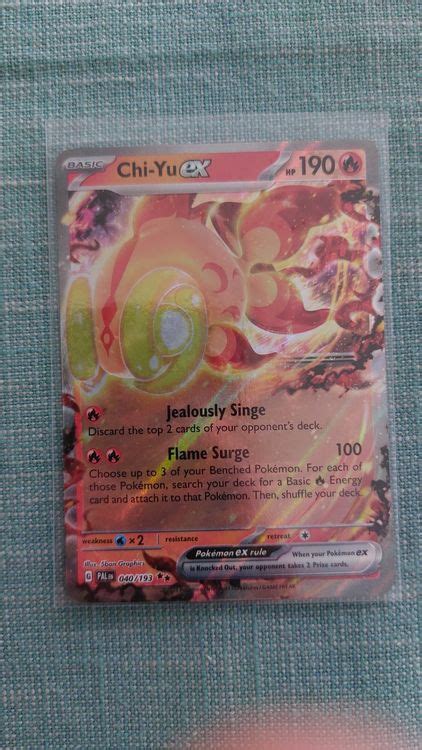 BASIC Chi-Yu ex HP 190
Jealously Singe
Discard the top 2 cards of your opponent's deck.
Flame Surge 100
Choose up to 3 of your Benched Pokémon. For each of
those Pokémon, search your deck for a Basic Energy
card and attach it to that Pokémon. Then, shuffle your deck.
weakness ×2 resistance retreat
Pokémon ex rule When your Pokémon ex
is Knocked Out, your opponent takes 2 Prize cards.
Illus. 5ban Graphics
G PAL EN 040/193